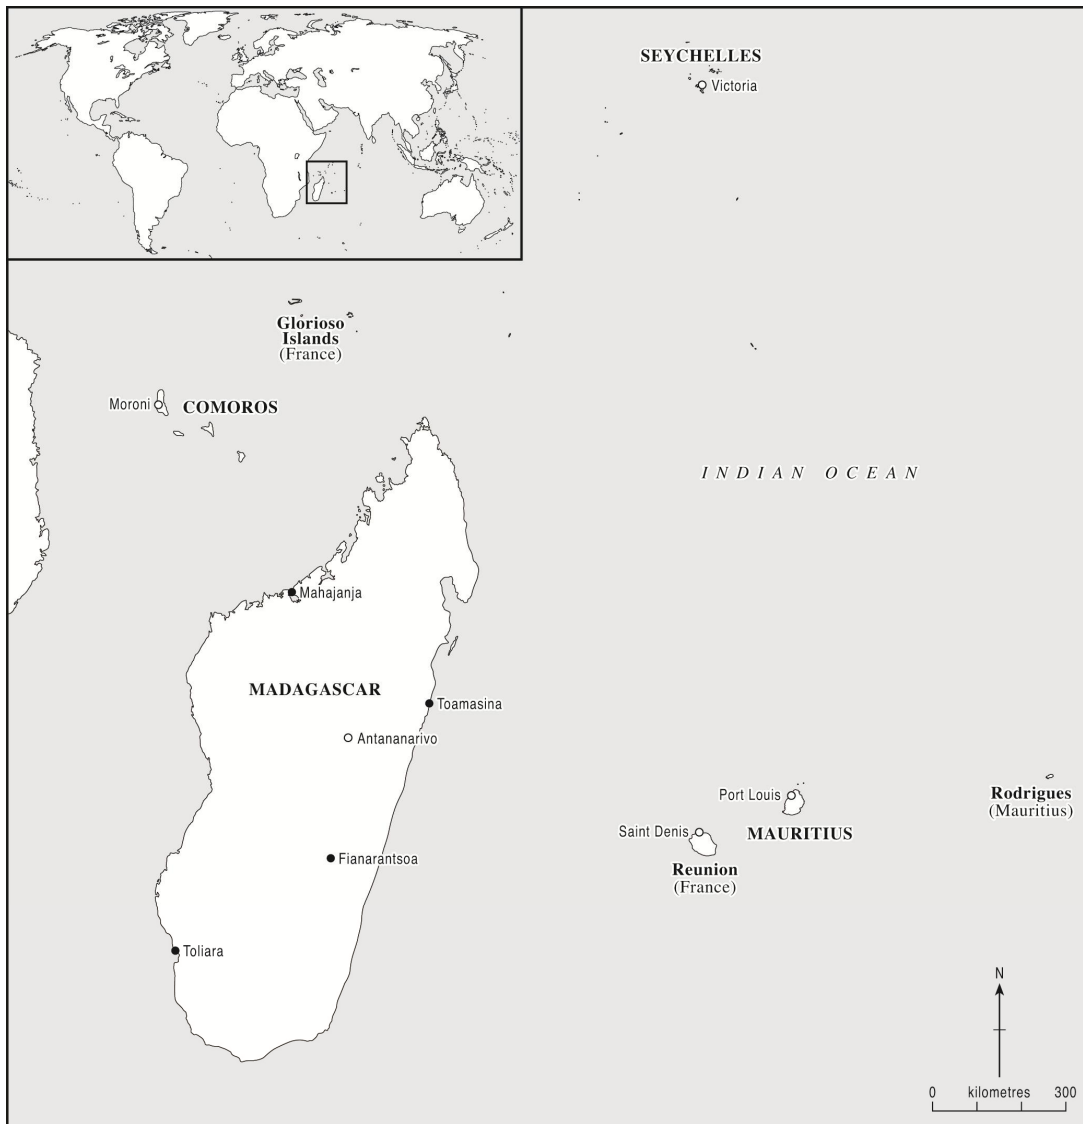 SEYCHELLES
Victoria
Glorioso
Islands
(France)
Moroni
COMOROS
INDIAN OCEAN
Mahajanja
MADAGASCAR
Toamasina
Antananarivo
Port Louis
Rodrigues
(Mauritius)
Saint Denis
MAURITIUS
Fianarantsoa
Reunion
(France)
Toliara
N
0 kilometres 300